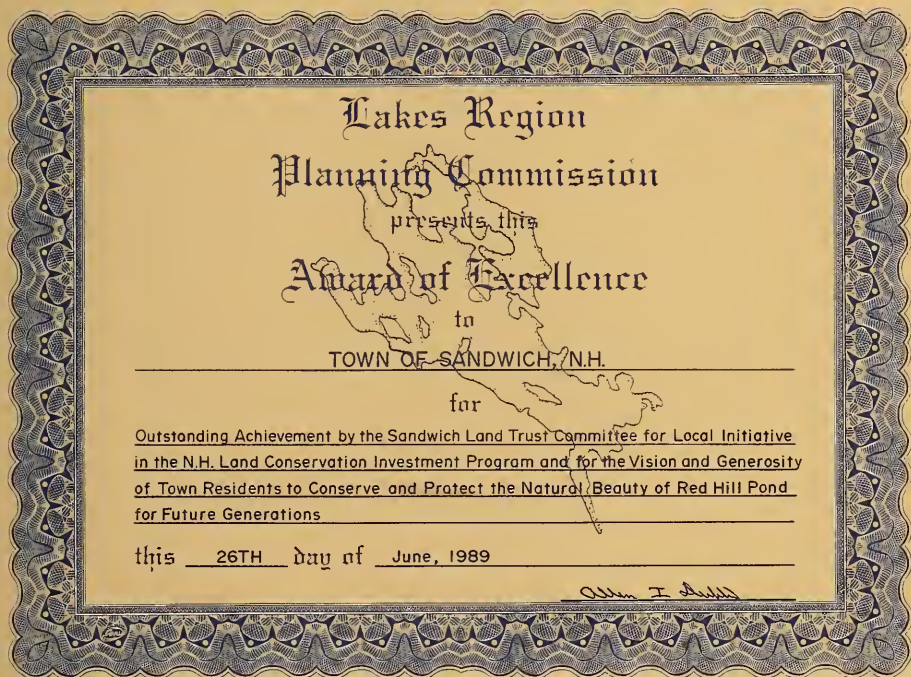 Lakes Region
Planning Commission
presents this
Award of Excellence
to
TOWN OF SANDWICH, N.H.
for
Outstanding Achievement by the Sandwich Land Trust Committee for Local Initiative
in the N.H. Land Conservation Investment Program and for the Vision and Generosity
of Town Residents to Conserve and Protect the Natural Beauty of Red Hill Pond
for Future Generations
this 26TH day of June, 1989
Allen I